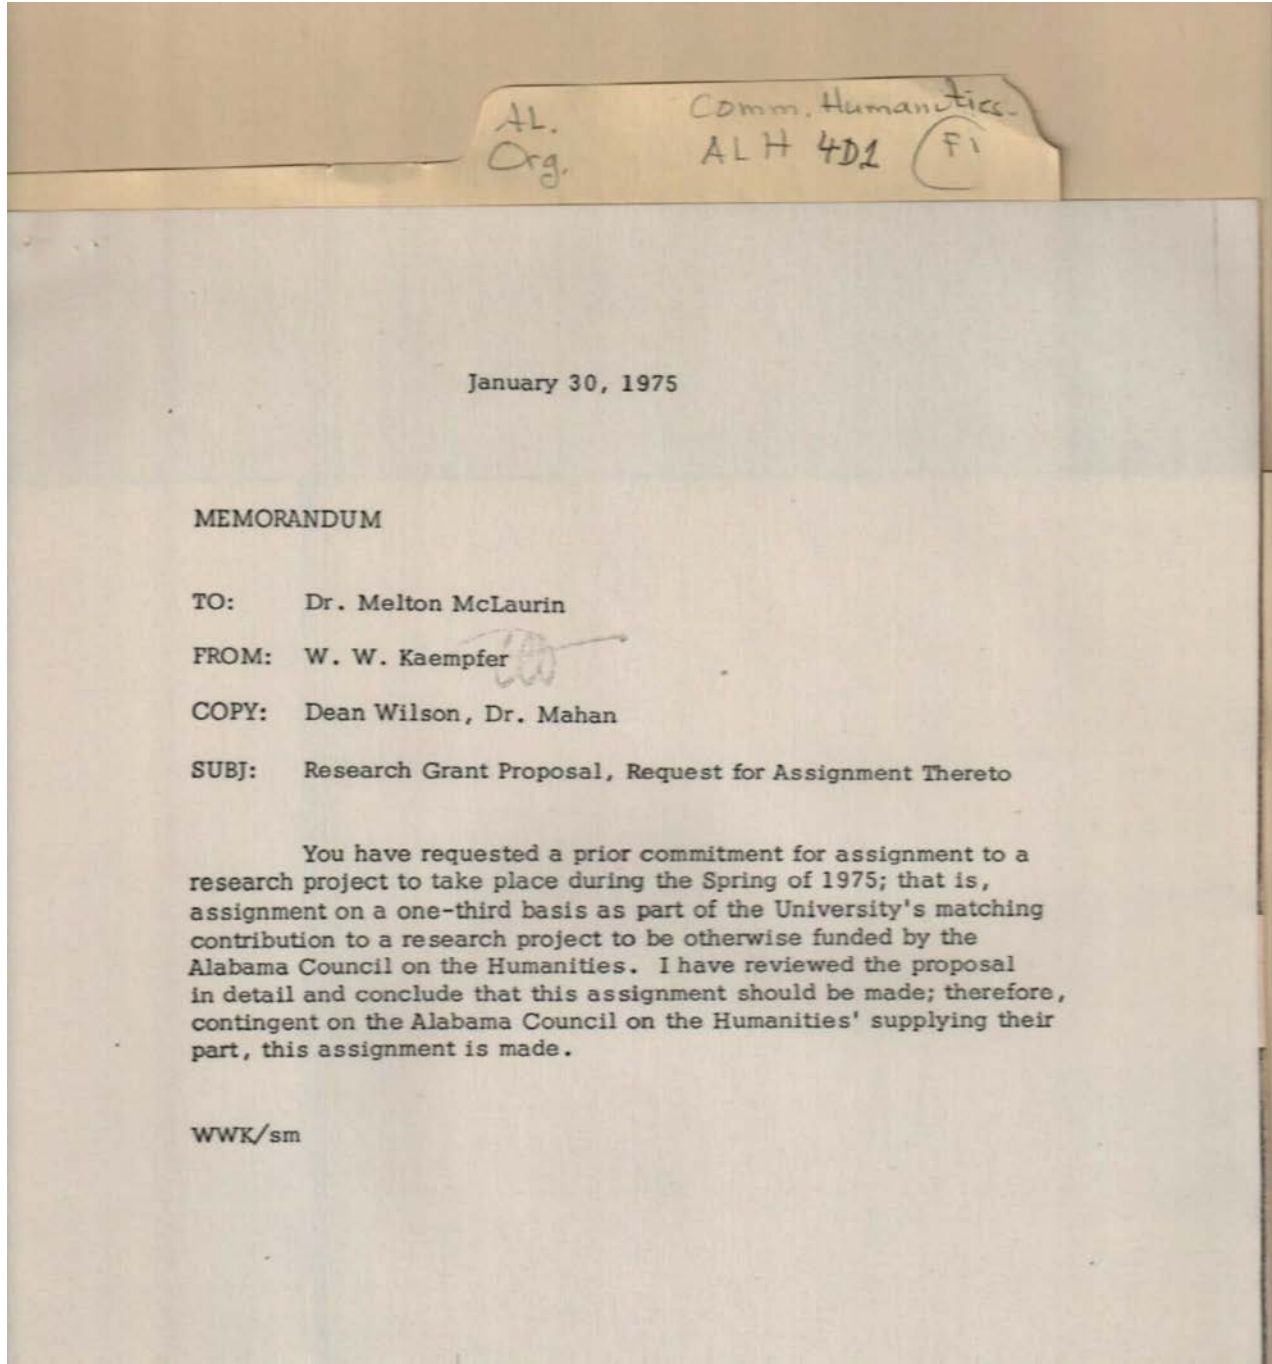 AL. Comm. Humanities.
Org. ALH 4D1 F1
January 30, 1975
MEMORANDUM
TO: Dr. Melton McLaurin
FROM: W. W. Kaempfer
COPY: Dean Wilson, Dr. Mahan
SUBJ: Research Grant Proposal, Request for Assignment Thereto
You have requested a prior commitment for assignment to a
research project to take place during the Spring of 1975; that is,
assignment on a one-third basis as part of the University's matching
contribution to a research project to be otherwise funded by the
Alabama Council on the Humanities. I have reviewed the proposal
in detail and conclude that this assignment should be made; therefore,
contingent on the Alabama Council on the Humanities' supplying their
part, this assignment is made.
WWK/sm